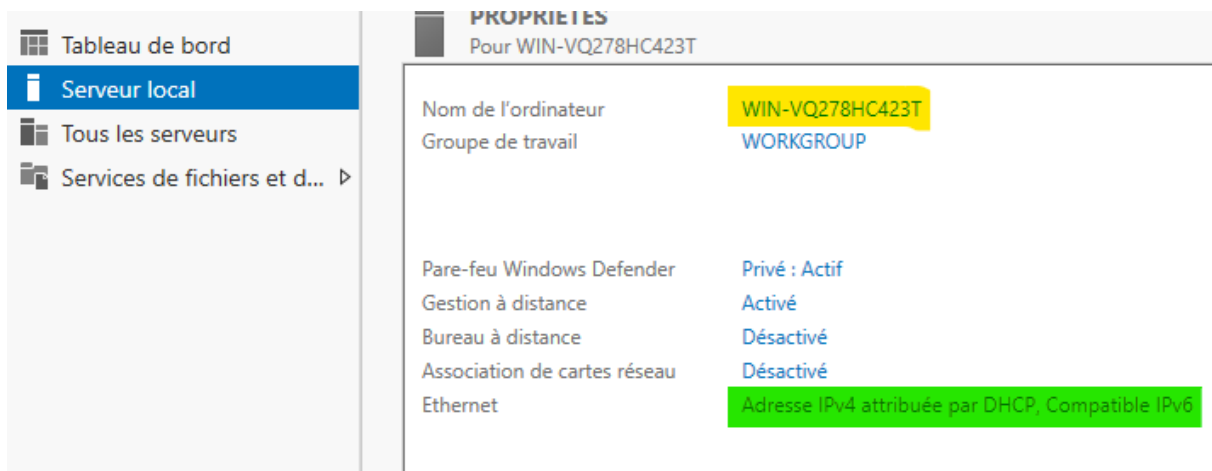 Tableau de bord
Serveur local
Tous les serveurs
Services de fichiers et d...
PROPRIÉTÉS
Pour WIN-VQ278HC423T
Nom de l'ordinateur WIN-VQ278HC423T
Groupe de travail WORKGROUP
Pare-feu Windows Defender Privé : Actif
Gestion à distance Activé
Bureau à distance Désactivé
Association de cartes réseau Désactivé
Ethernet Adresse IPv4 attribuée par DHCP, Compatible IPv6